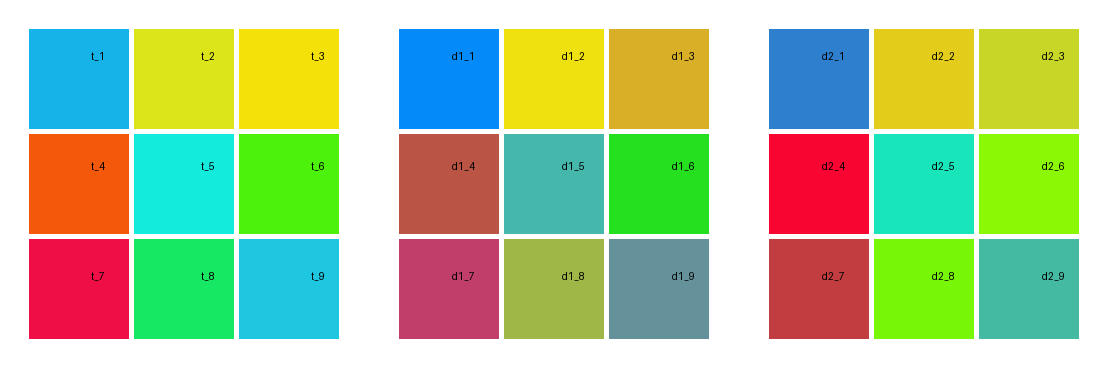 t_1 t_2 t_3 d1_1 d1_2 d1_3 d2_1 d2_2 d2_3
t_4 t_5 t_6 d1_4 d1_5 d1_6 d2_4 d2_5 d2_6
t_7 t_8 t_9 d1_7 d1_8 d1_9 d2_7 d2_8 d2_9